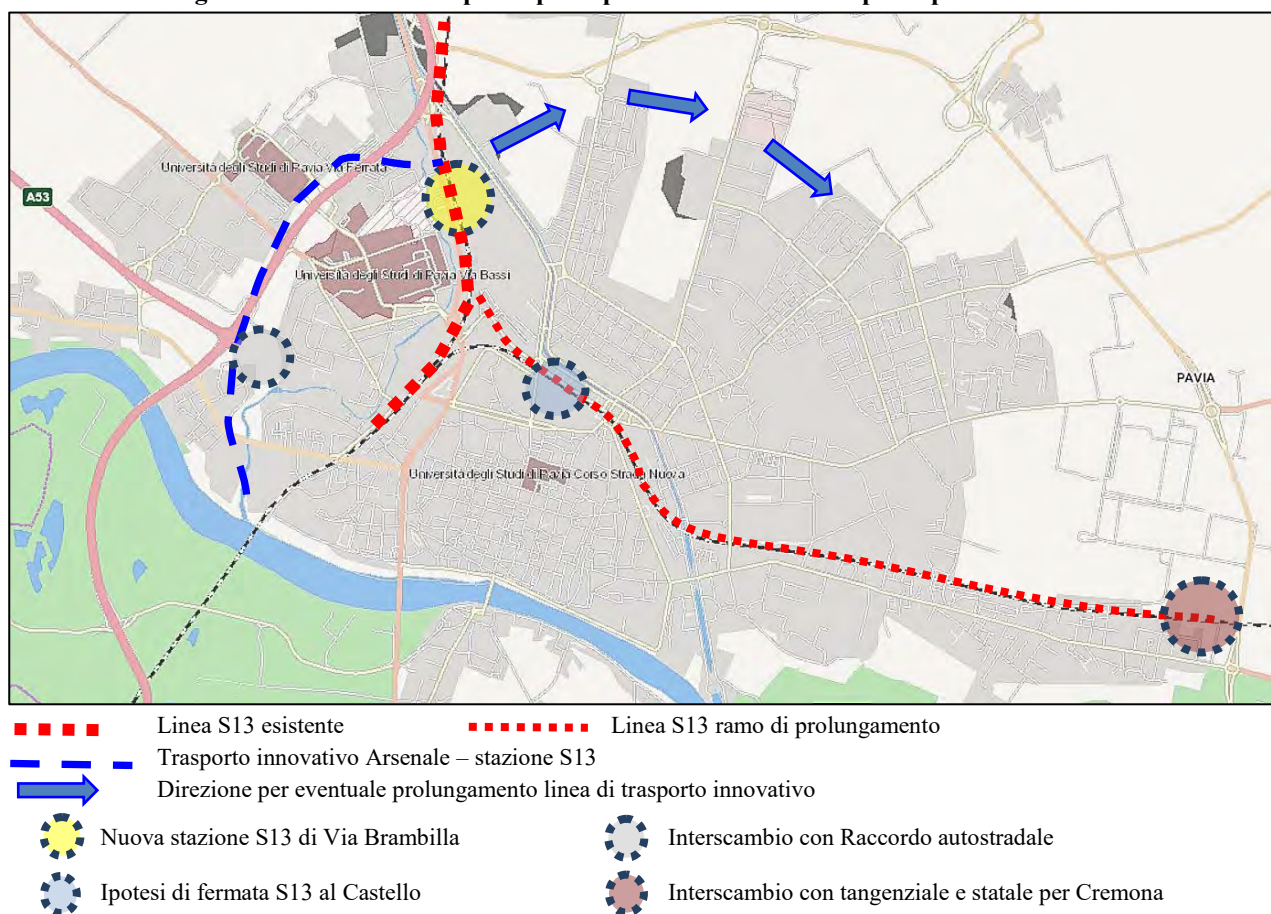 Università degli Studi di Pavia Via Ferrata
A53
Università degli Studi di Pavia Via Bassi
PAVIA
Università degli Studi di Pavia Corso Strada Nuova
Linea S13 esistente
Linea S13 ramo di prolungamento
Trasporto innovativo Arsenale – stazione S13
Direzione per eventuale prolungamento linea di trasporto innovativo
Nuova stazione S13 di Via Brambilla
Interscambio con Raccordo autostradale
Ipotesi di fermata S13 al Castello
Interscambio con tangenziale e statale per Cremona